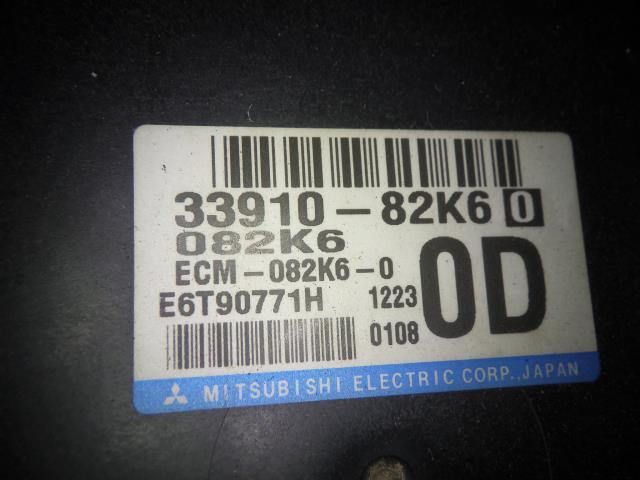 33910-82K6 0
082K6
ECM-082K6-0
0D
E6T90771H 1223
0108
MITSUBISHI ELECTRIC CORP., JAPAN